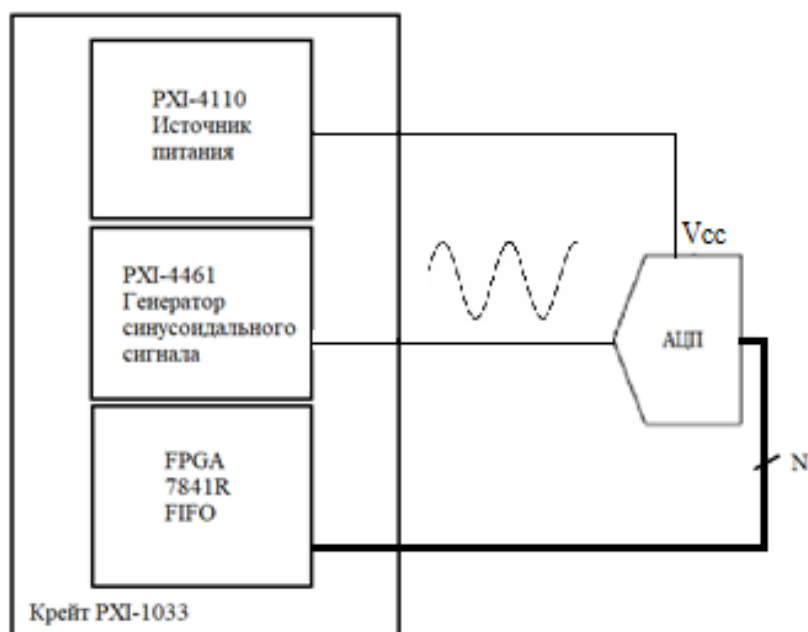 PXI-4110
Источник
питания
PXI-4461
Генератор
синусоидального
сигнала
FPGA
7841R
FIFO
Крейт PXI-1033
Vcc
АЦП
N